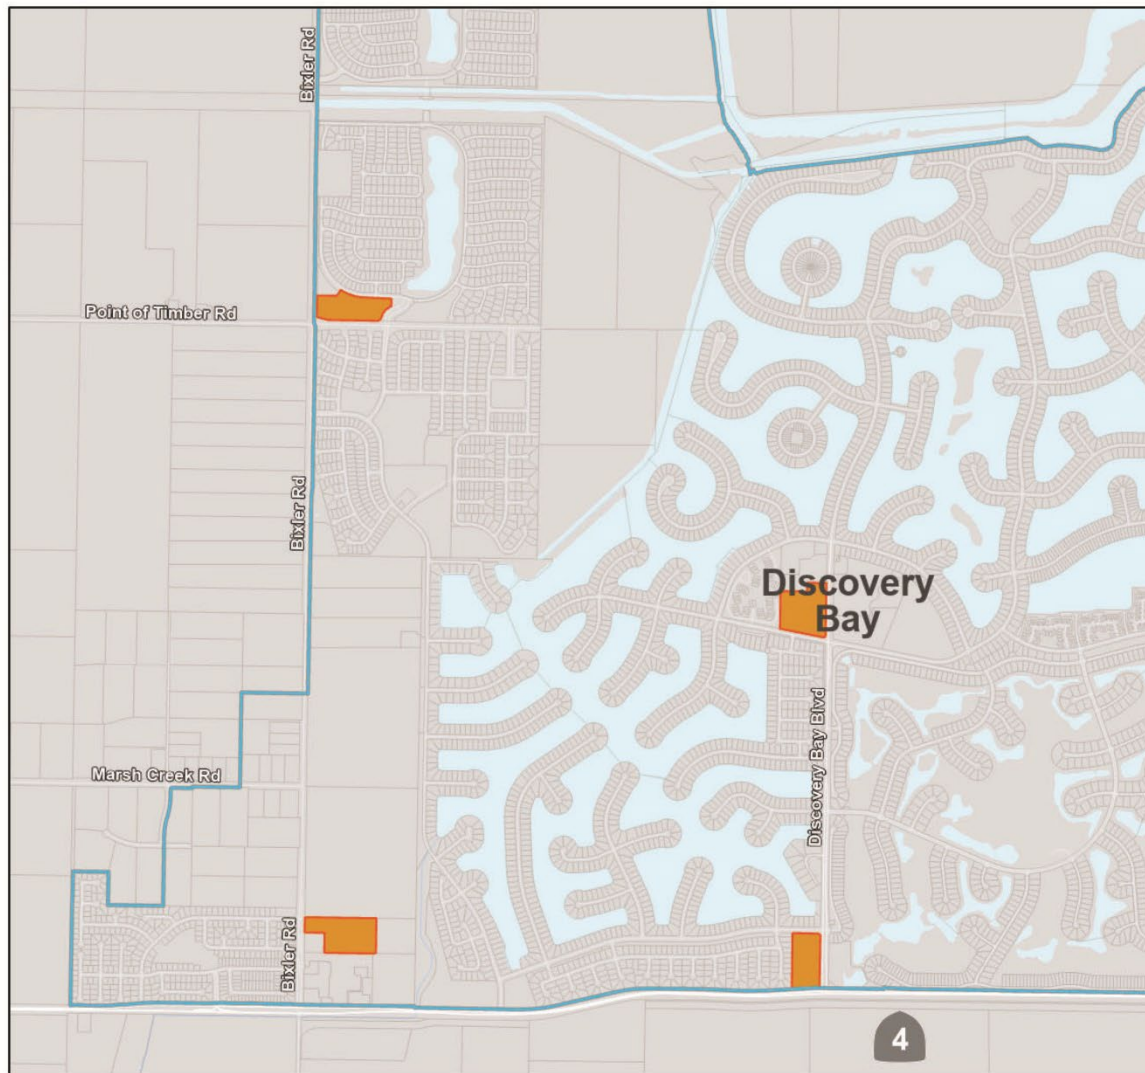 Bixler Rd
Point of Timber Rd
Bixler Rd
Discovery
Bay
Discovery Bay Blvd
Marsh Creek Rd
Bixler Rd
4